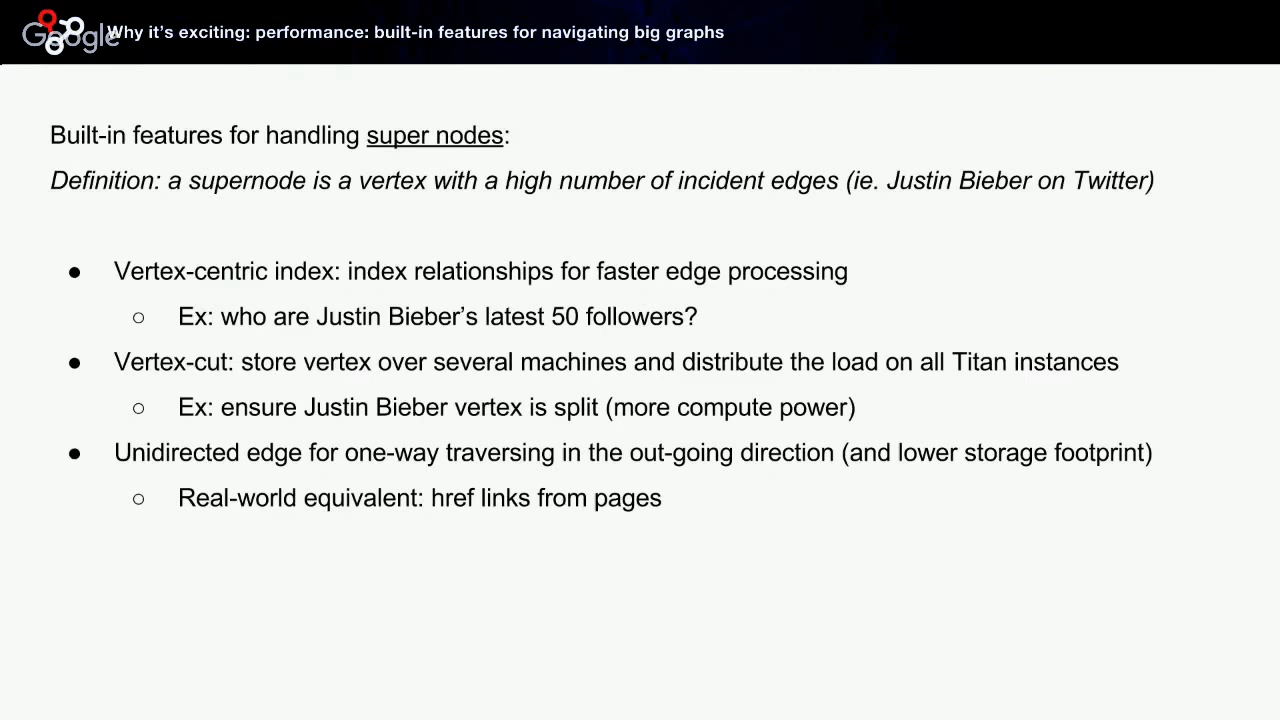 Google
Why it's exciting: performance: built-in features for navigating big graphs
Built-in features for handling super nodes:
Definition: a supernode is a vertex with a high number of incident edges (ie. Justin Bieber on Twitter)
● Vertex-centric index: index relationships for faster edge processing
○ Ex: who are Justin Bieber's latest 50 followers?
● Vertex-cut: store vertex over several machines and distribute the load on all Titan instances
○ Ex: ensure Justin Bieber vertex is split (more compute power)
● Unidirected edge for one-way traversing in the out-going direction (and lower storage footprint)
○ Real-world equivalent: href links from pages